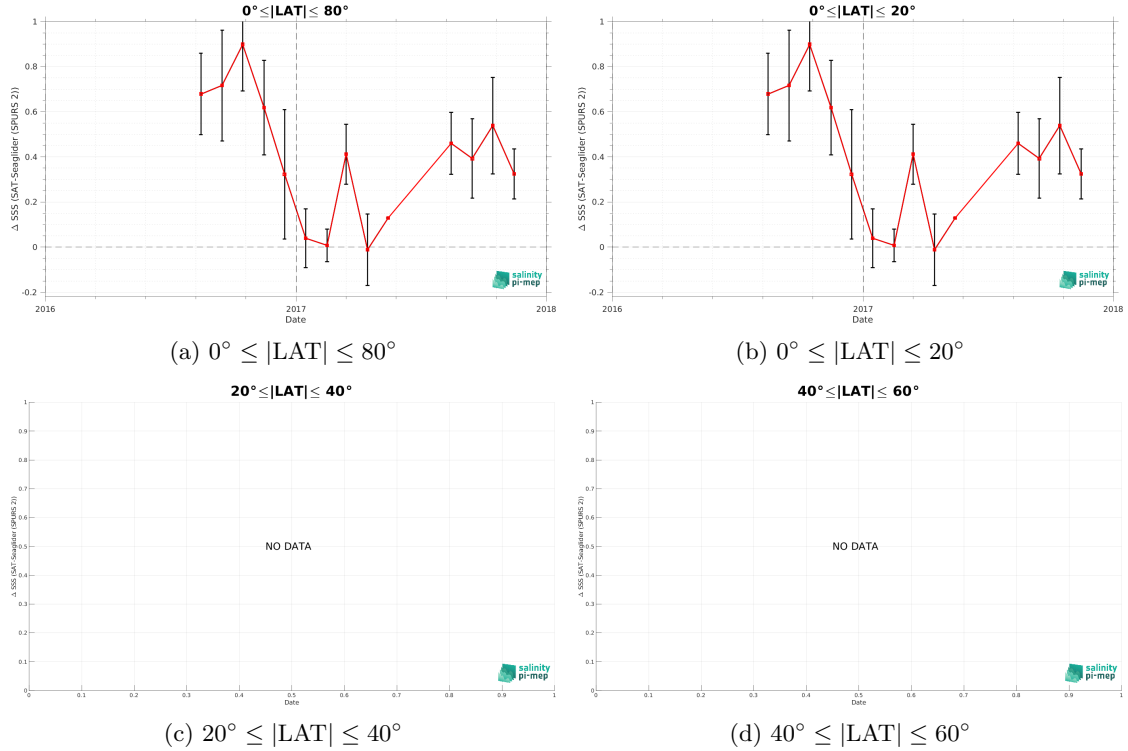 0°≤|LAT|≤ 80°
Δ SSS (SAT-Seaglider (SPURS 2))
1
0.8
0.6
0.4
0.2
0
-0.2
2016
2017
2018
Date
salinity
pi-mep
(a) 0° ≤ |LAT| ≤ 80°
0°≤|LAT|≤ 20°
Δ SSS (SAT-Seaglider (SPURS 2))
1
0.8
0.6
0.4
0.2
0
-0.2
2016
2017
2018
Date
salinity
pi-mep
(b) 0° ≤ |LAT| ≤ 20°
20°≤|LAT|≤ 40°
Δ SSS (SAT-Seaglider (SPURS 2))
1
0.9
0.8
0.7
0.6
0.5
0.4
0.3
0.2
0.1
0
NO DATA
0 0.1 0.2 0.3 0.4 0.5 0.6 0.7 0.8 0.9 1
Date
salinity
pi-mep
(c) 20° ≤ |LAT| ≤ 40°
40°≤|LAT|≤ 60°
Δ SSS (SAT-Seaglider (SPURS 2))
1
0.9
0.8
0.7
0.6
0.5
0.4
0.3
0.2
0.1
0
NO DATA
0 0.1 0.2 0.3 0.4 0.5 0.6 0.7 0.8 0.9 1
Date
salinity
pi-mep
(d) 40° ≤ |LAT| ≤ 60°